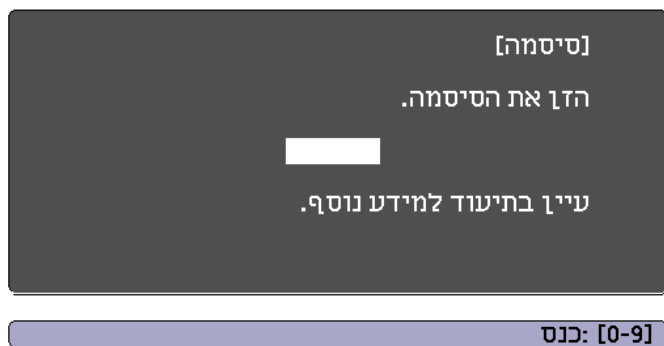 [סיסמה]
הזן את הסיסמה.
עיין בתיעוד למידע נוסף.
[0-9] :כנס